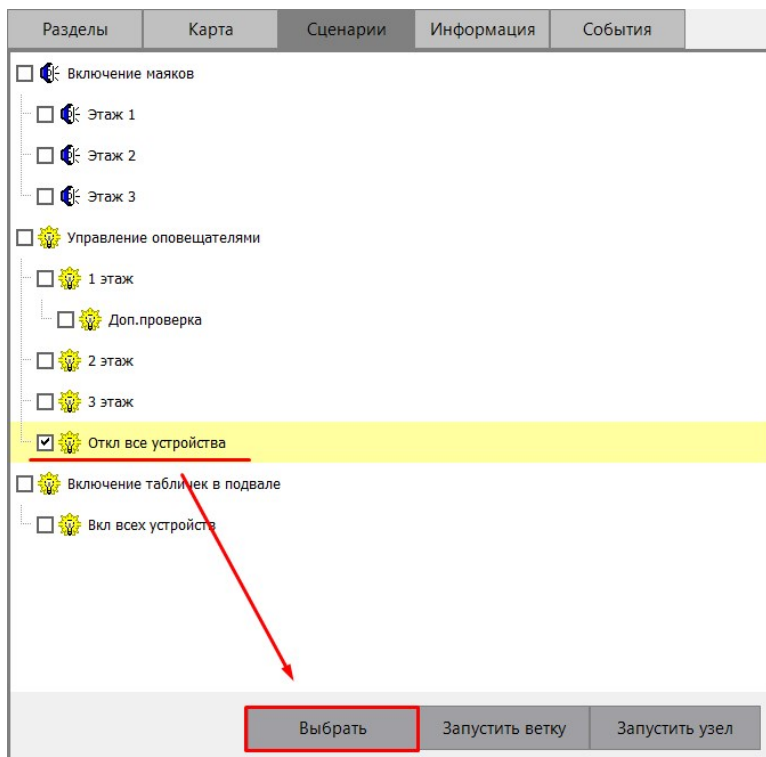 Разделы Карта Сценарии Информация События
Включение маяков
Этаж 1
Этаж 2
Этаж 3
Управление оповещателями
1 этаж
Доп.проверка
2 этаж
3 этаж
Откл все устройства
Включение табличек в подвале
Вкл всех устройств
Выбрать Запустить ветку Запустить узел